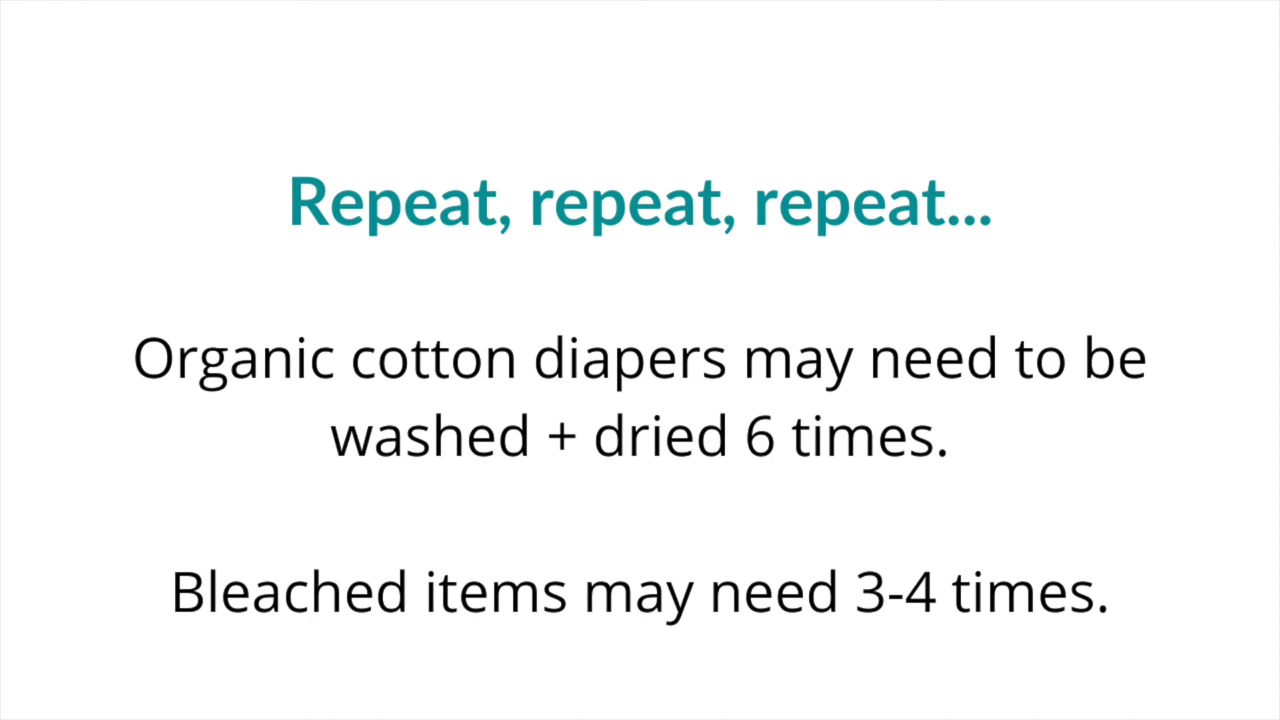 Repeat, repeat, repeat...
Organic cotton diapers may need to be
washed + dried 6 times.
Bleached items may need 3-4 times.